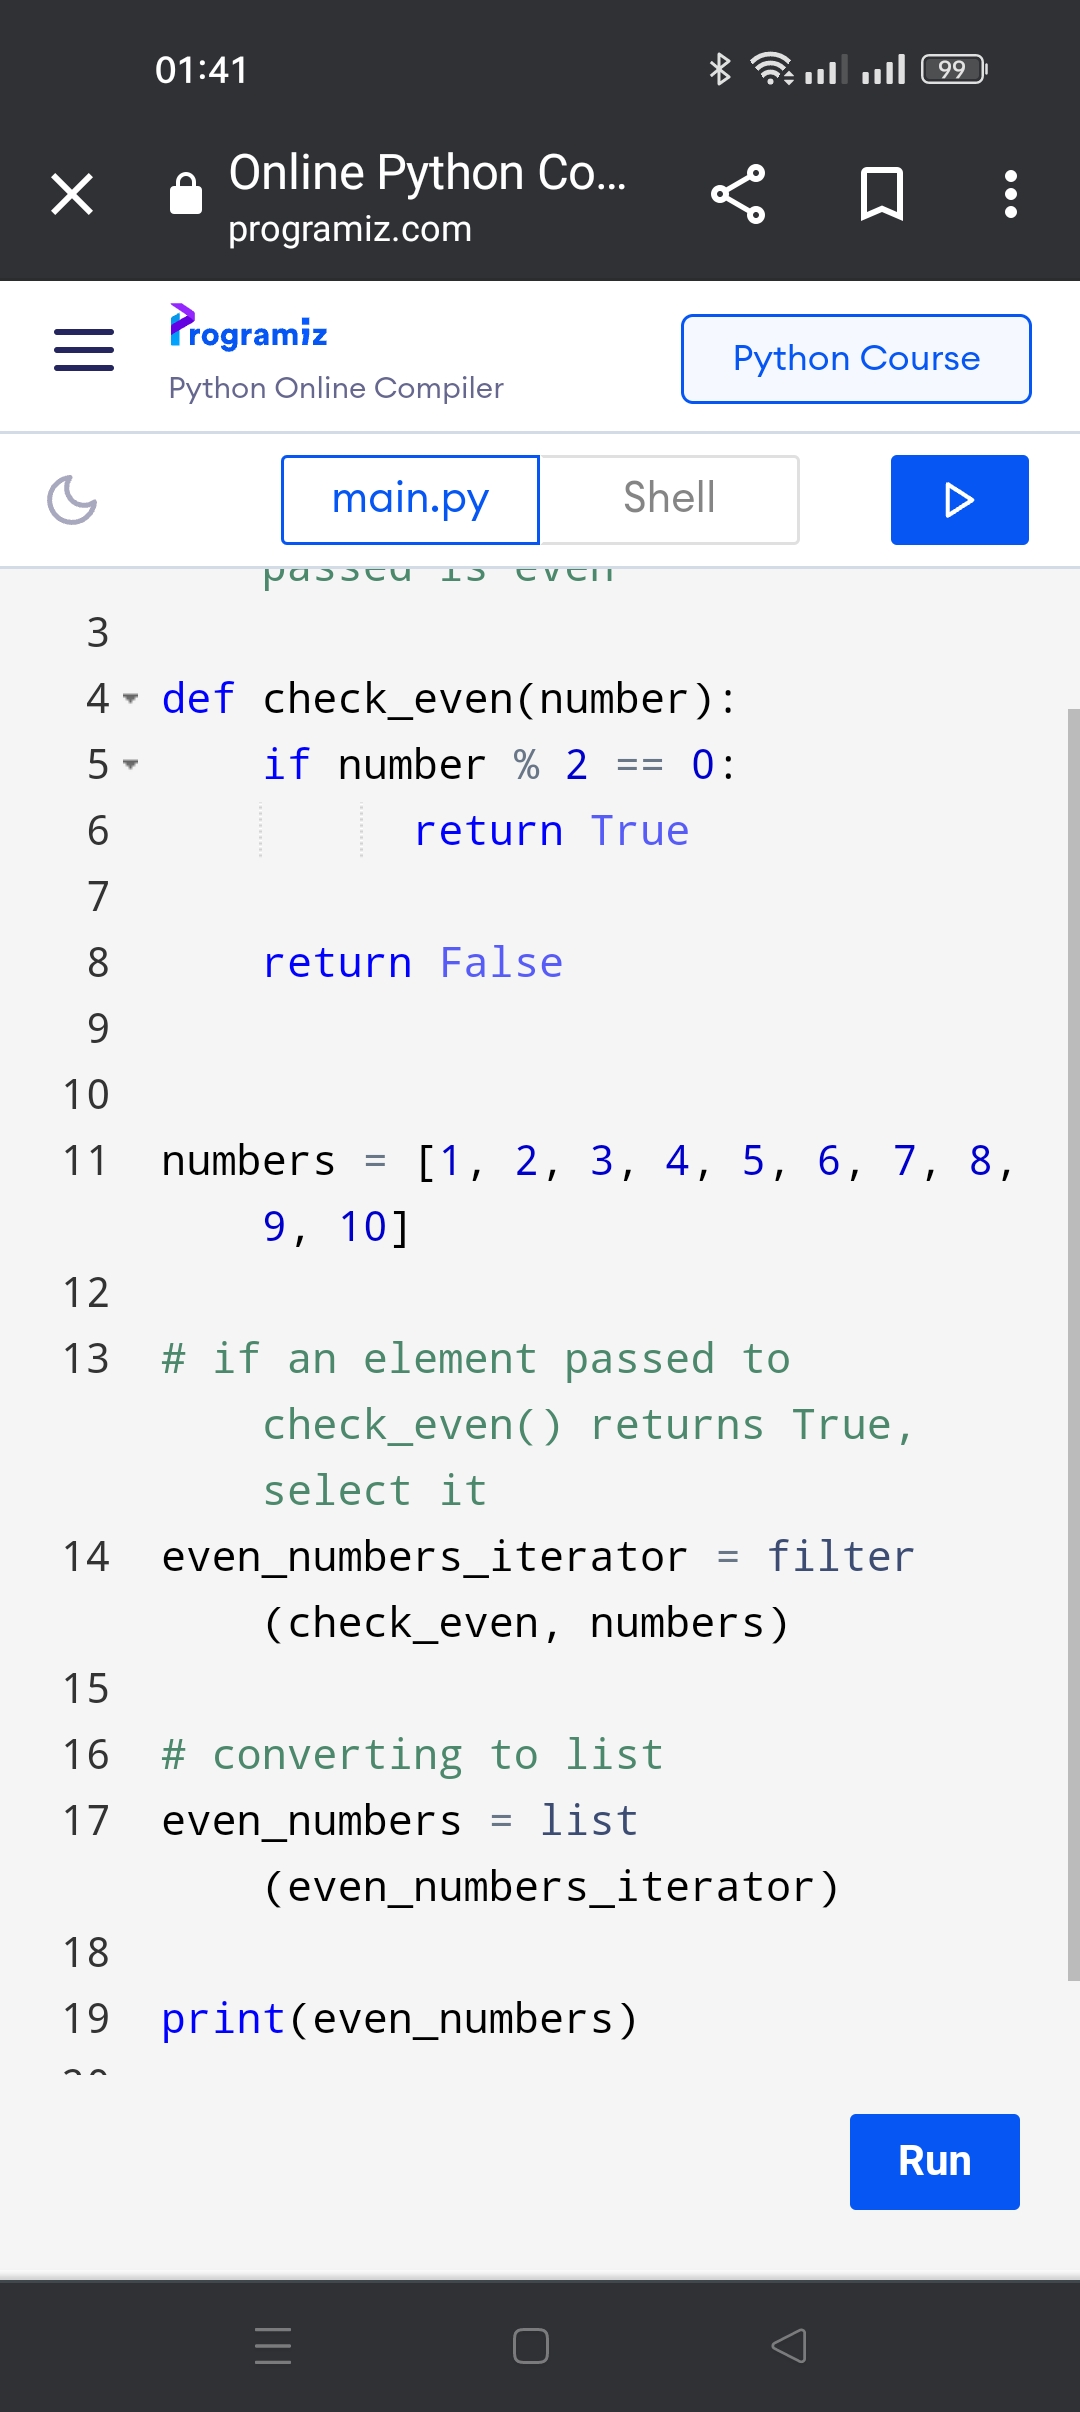 01:41
99
Online Python Co...
programiz.com
Programiz
Python Online Compiler
Python Course
main.py
Shell
passed is even
3
4 def check_even(number):
5     if number % 2 == 0:
6           return True
7
8     return False
9
10
11 numbers = [1, 2, 3, 4, 5, 6, 7, 8,
    9, 10]
12
13 # if an element passed to
    check_even() returns True,
    select it
14 even_numbers_iterator = filter
    (check_even, numbers)
15
16 # converting to list
17 even_numbers = list
    (even_numbers_iterator)
18
19 print(even_numbers)
20
Run